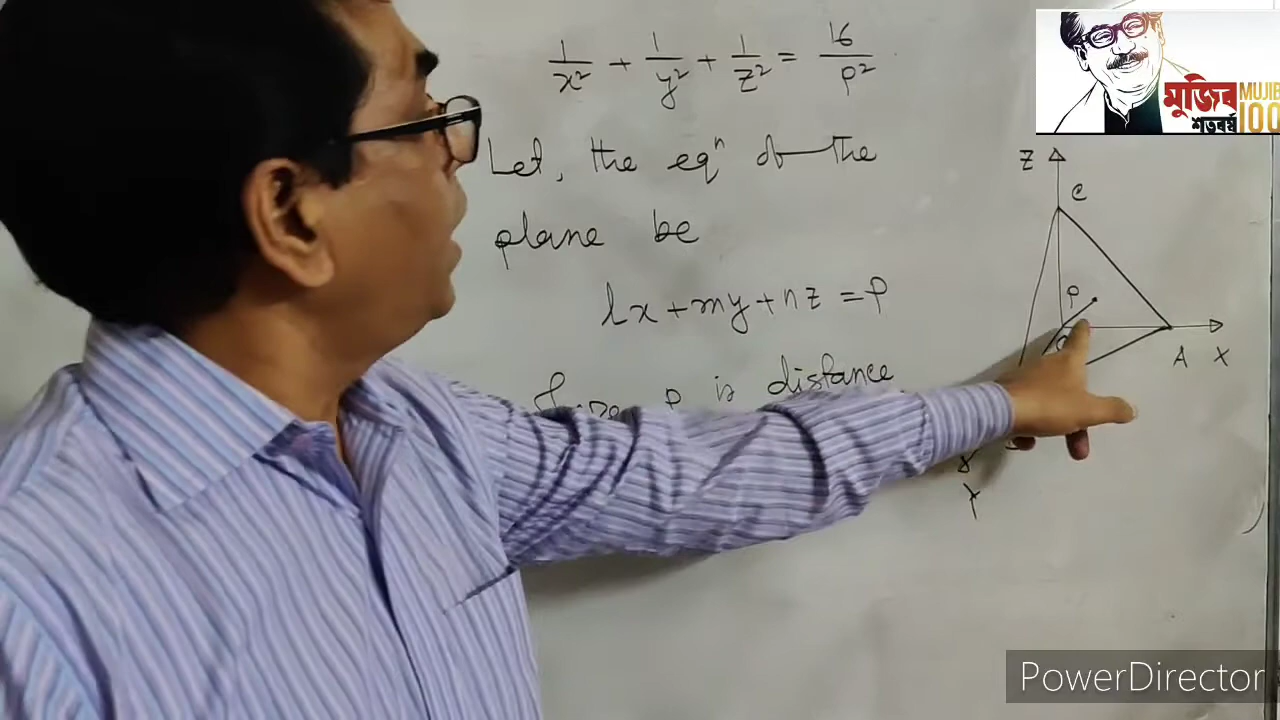 1/x² + 1/y² + 1/z² = 16/p²
Let, the eqⁿ of the
plane be
lx + my + nz = p
p is distance
Z
C
P
O
A X
Y
মুজিব
শতবর্ষ
MUJIB
100
PowerDirector